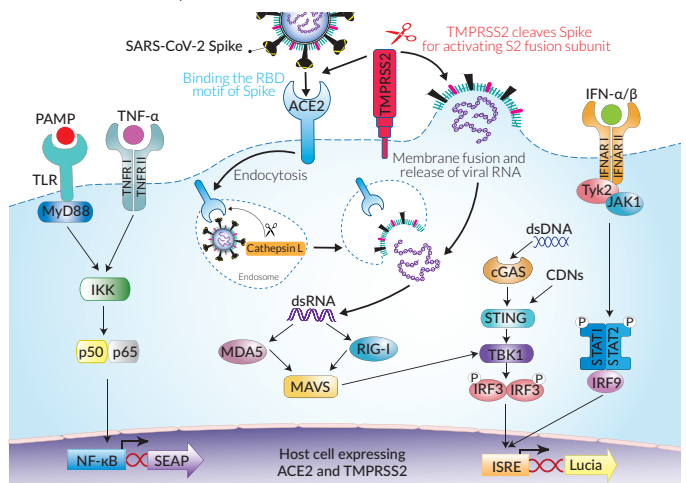 SARS-CoV-2 Spike
TMPRSS2 cleaves Spike
for activating S2 fusion subunit
Binding the RBD
motif of Spike
ACE2
TMPRSS2
PAMP
TNF-α
IFN-α/β
TLR
TNFR I
TNFR II
IFNAR I
IFNAR II
MyD88
Tyk2
JAK1
Endocytosis
Membrane fusion and
release of viral RNA
Cathepsin L
Endosome
dsDNA
cGAS
CDNs
IKK
dsRNA
STING
P
P
STAT1
STAT2
p50
p65
MDA5
RIG-I
TBK1
MAVS
P
P
IRF3
IRF3
IRF9
NF-κB
SEAP
Host cell expressing
ACE2 and TMPRSS2
ISRE
Lucia